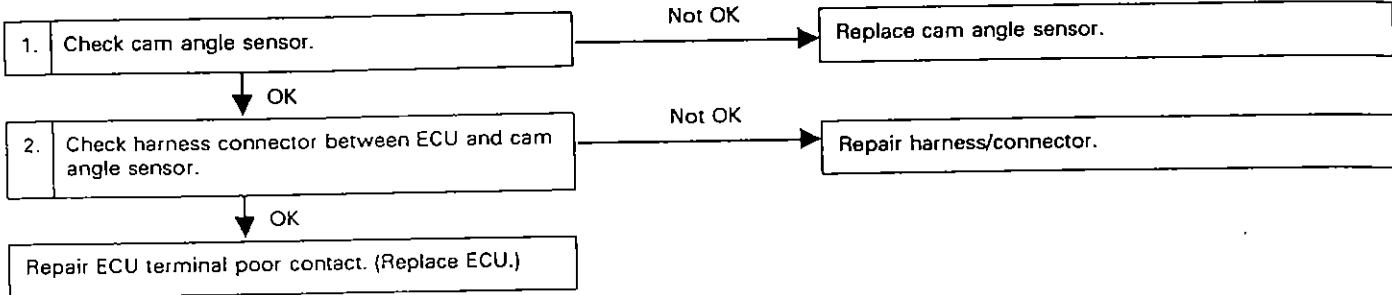 1. Check cam angle sensor.
Not OK
Replace cam angle sensor.
OK
2. Check harness connector between ECU and cam
angle sensor.
Not OK
Repair harness/connector.
OK
Repair ECU terminal poor contact. (Replace ECU.)